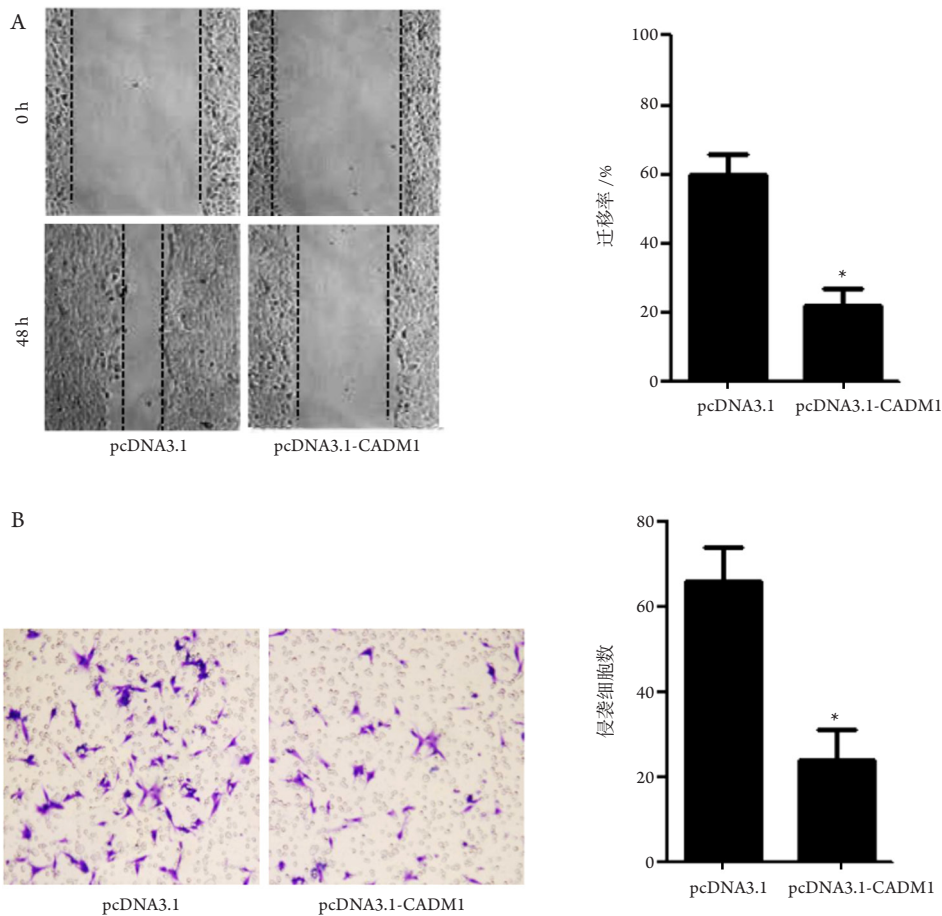 A
0 h
48 h
pcDNA3.1
pcDNA3.1-CADM1
迁移率 /%
100
80
60
40
20
0
*
pcDNA3.1
pcDNA3.1-CADM1
B
pcDNA3.1
pcDNA3.1-CADM1
侵袭细胞数
80
60
40
20
0
*
pcDNA3.1
pcDNA3.1-CADM1